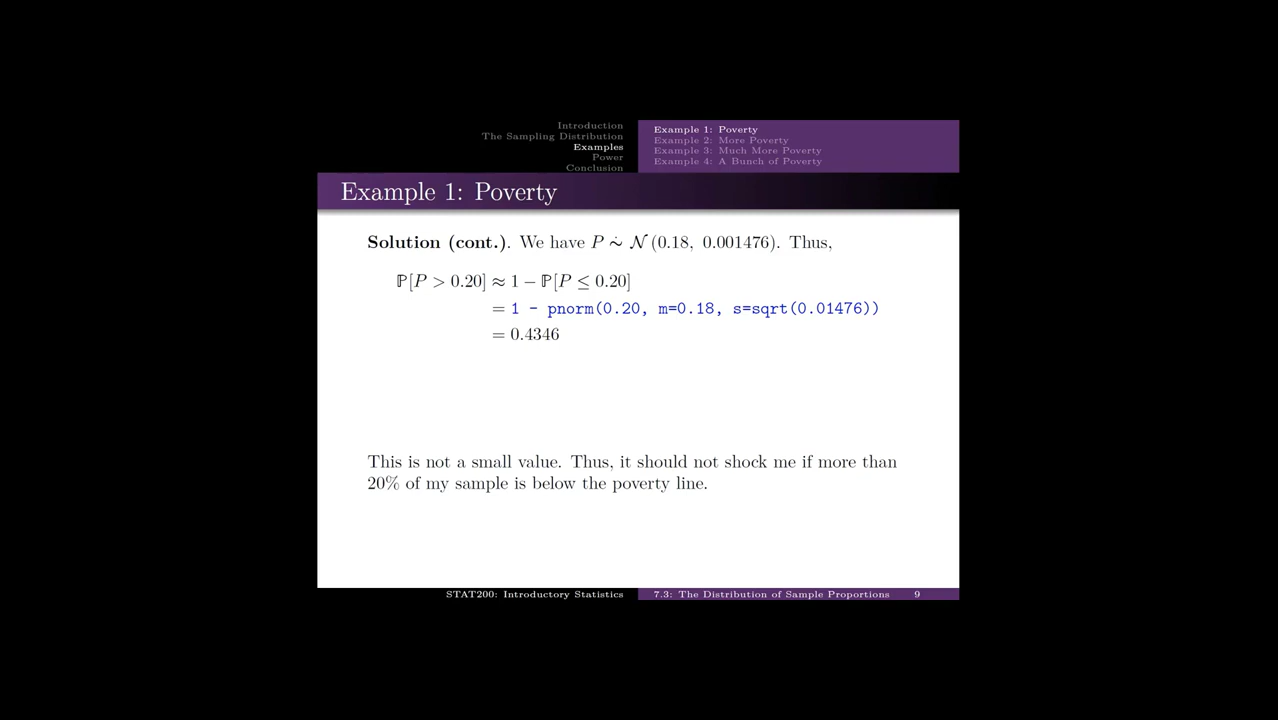 Introduction
The Sampling Distribution
Examples
Power
Conclusion
Example 1: Poverty
Example 2: More Poverty
Example 3: Much More Poverty
Example 4: A Bunch of Poverty
Example 1: Poverty
Solution (cont.). We have P ∼̇ 𝒩(0.18, 0.001476). Thus,
ℙ[P > 0.20] ≈ 1 − ℙ[P ≤ 0.20]
= 1 - pnorm(0.20, m=0.18, s=sqrt(0.01476))
= 0.4346
This is not a small value. Thus, it should not shock me if more than
20% of my sample is below the poverty line.
STAT200: Introductory Statistics
7.3: The Distribution of Sample Proportions 9